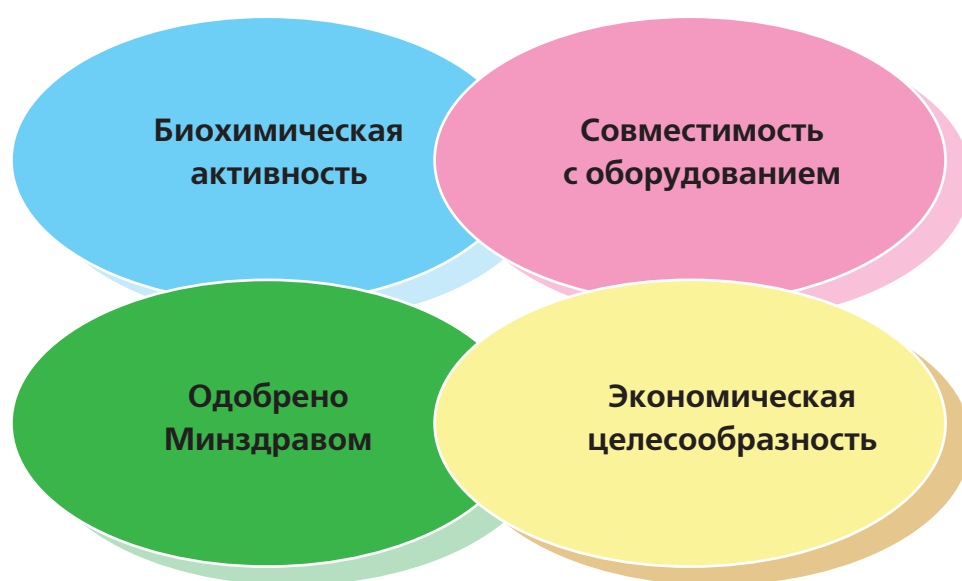 Биохимическая
активность
Совместимость
с оборудованием
Одобрено
Минздравом
Экономическая
целесообразность